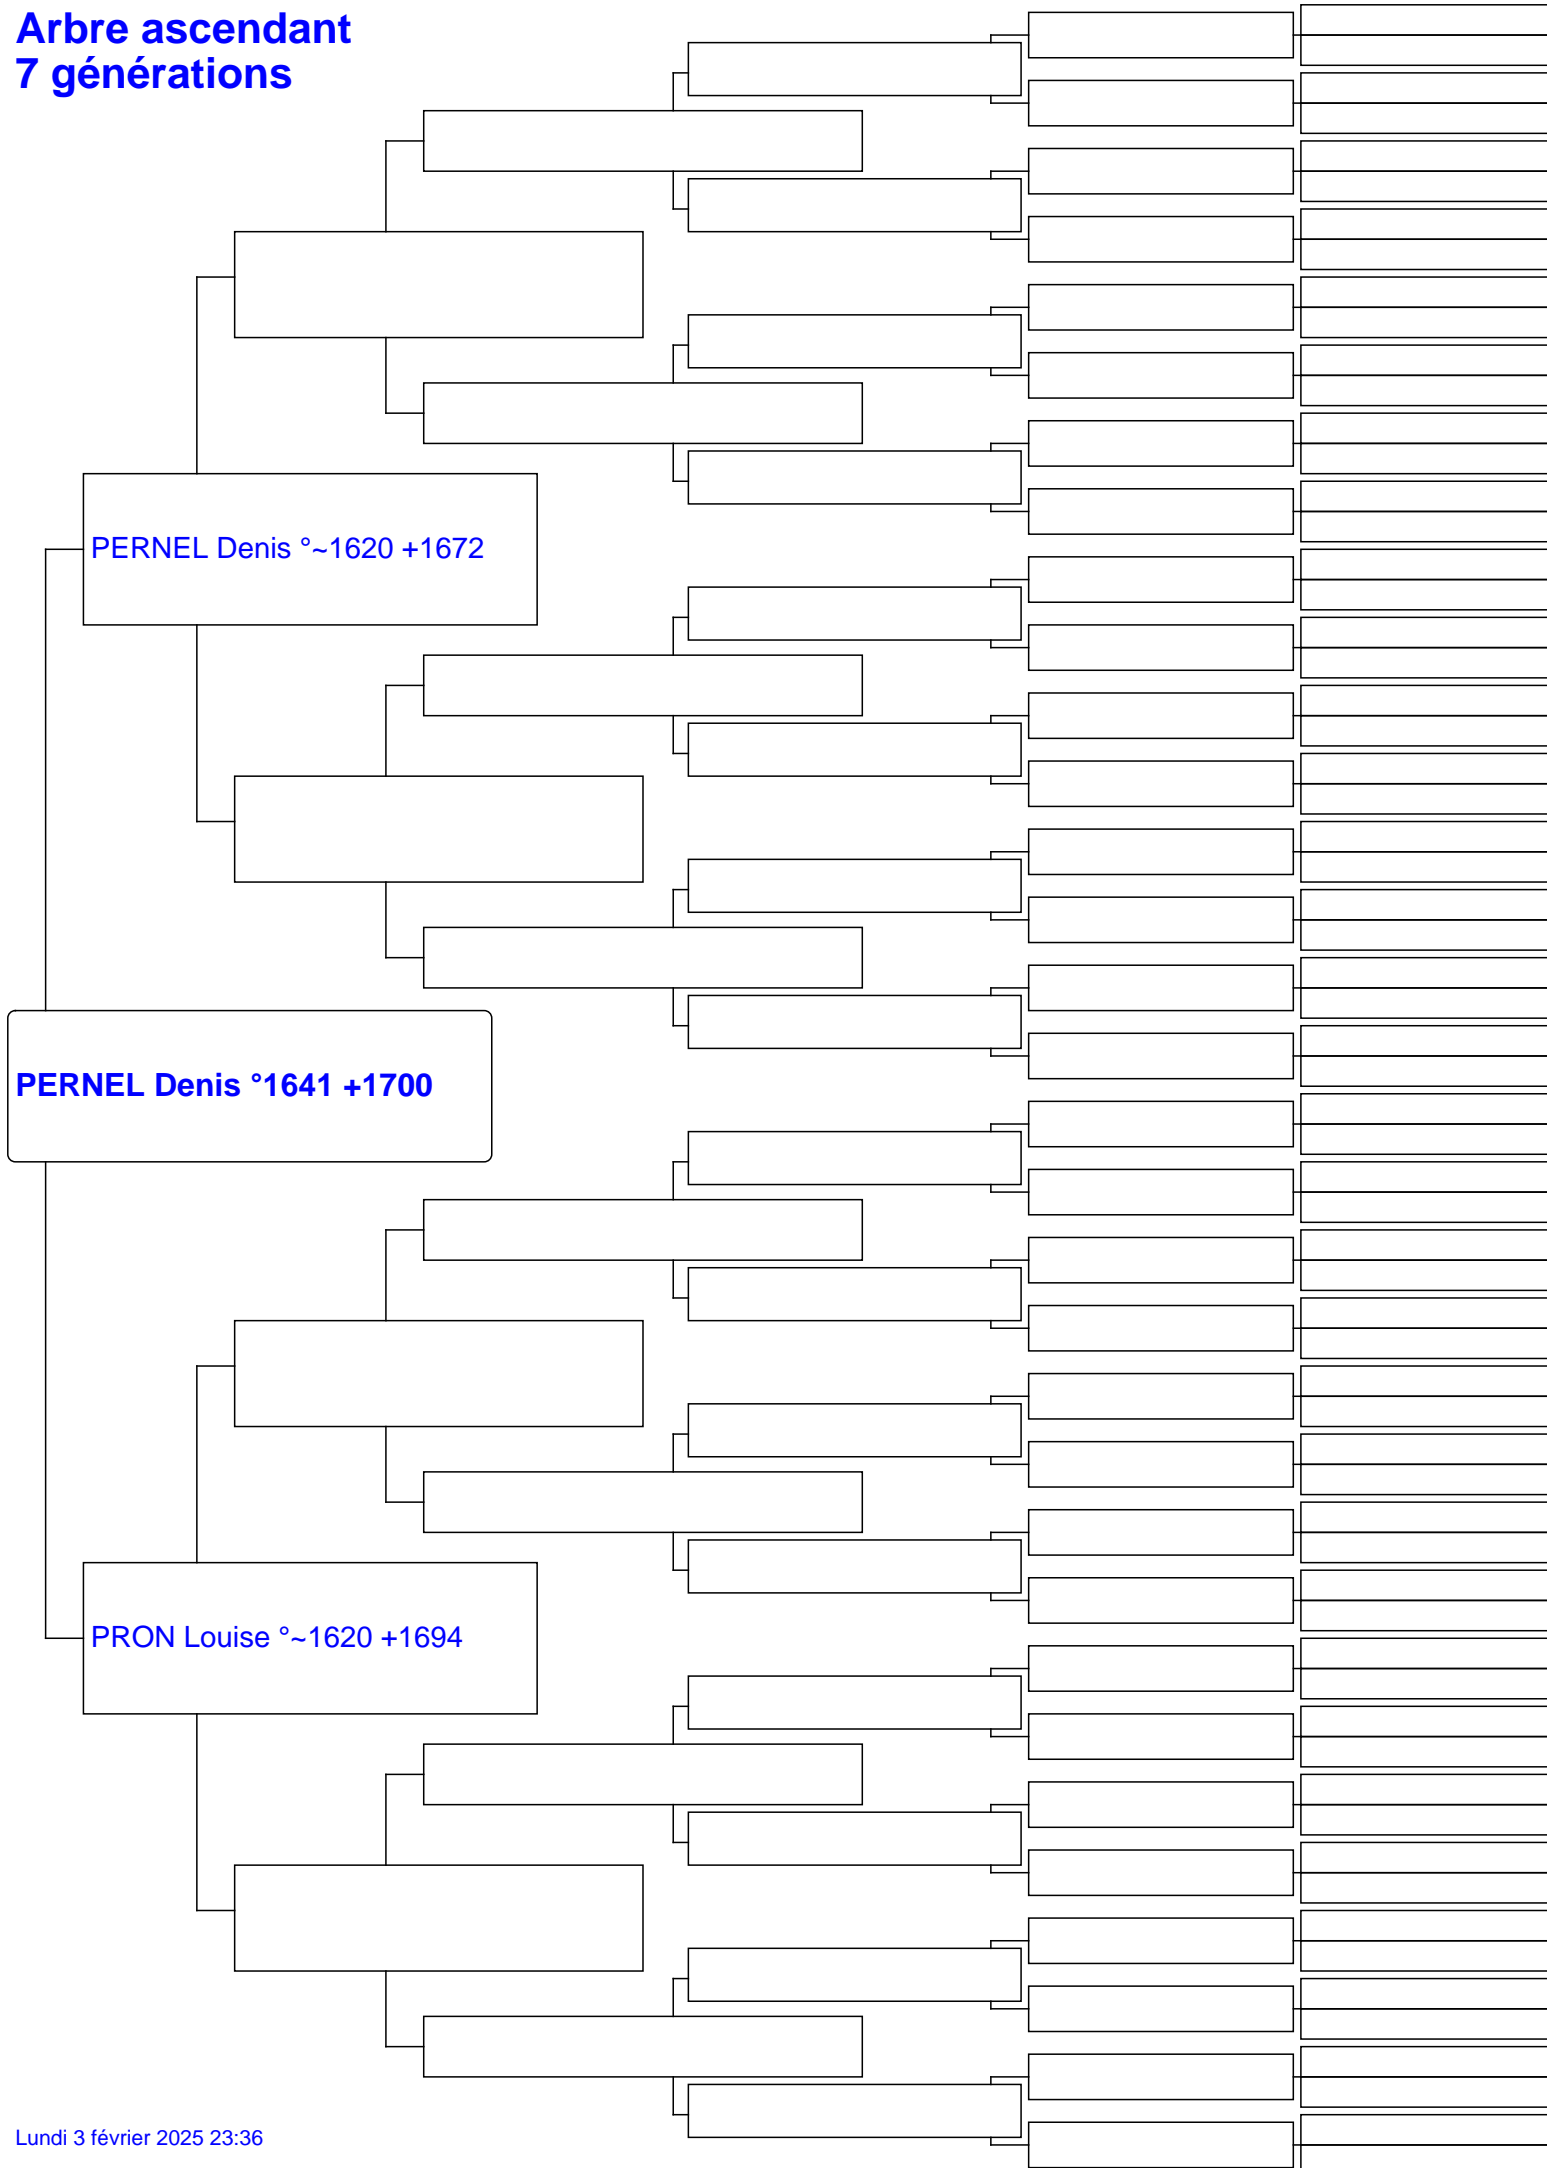 Arbre ascendant
7 générations
PERNEL Denis °~1620 +1672
PERNEL Denis °1641 +1700
PRON Louise °~1620 +1694
Lundi 3 février 2025 23:36